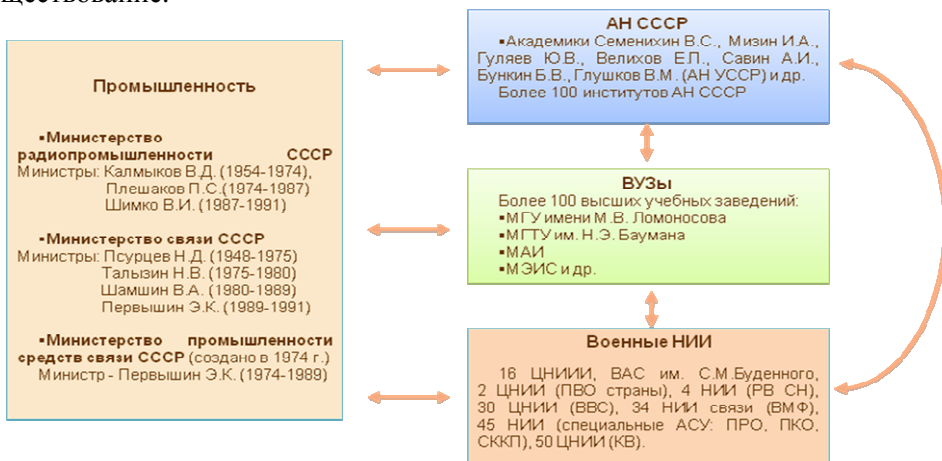 ществование.
Промышленность
▪Министерство
радиопромышленности СССР
Министры: Калмыков В.Д. (1954-1974),
Плешаков П.С.(1974-1987)
Шимко В.И. (1987-1991)
▪Министерство связи СССР
Министры: Псурцев Н.Д. (1948-1975)
Талызин Н.В. (1975-1980)
Шамшин В.А. (1980-1989)
Первышин Э.К. (1989-1991)
▪Министерство промышленности
средств связи СССР (создано в 1974 г.)
Министр - Первышин Э.К. (1974-1989)
АН СССР
▪Академики Семенихин В.С., Мизин И.А.,
Гуляев Ю.В., Велихов Е.П., Савин А.И.,
Бункин Б.В., Глушков В.М. (АН УССР) и др.
Более 100 институтов АН СССР
ВУЗы
Более 100 высших учебных заведений:
▪МГУ имени М.В. Ломоносова
▪МГТУ им. Н.Э. Баумана
▪МАИ
▪МЭИС и др.
Военные НИИ
16 ЦНИИИ, ВАС им. С.М.Буденного,
2 ЦНИИ (ПВО страны), 4 НИИ (РВ СН),
30 ЦНИИ (ВВС), 34 НИИ связи (ВМФ),
45 НИИ (специальные АСУ: ПРО, ПКО,
СККП), 50 ЦНИИ (КВ).